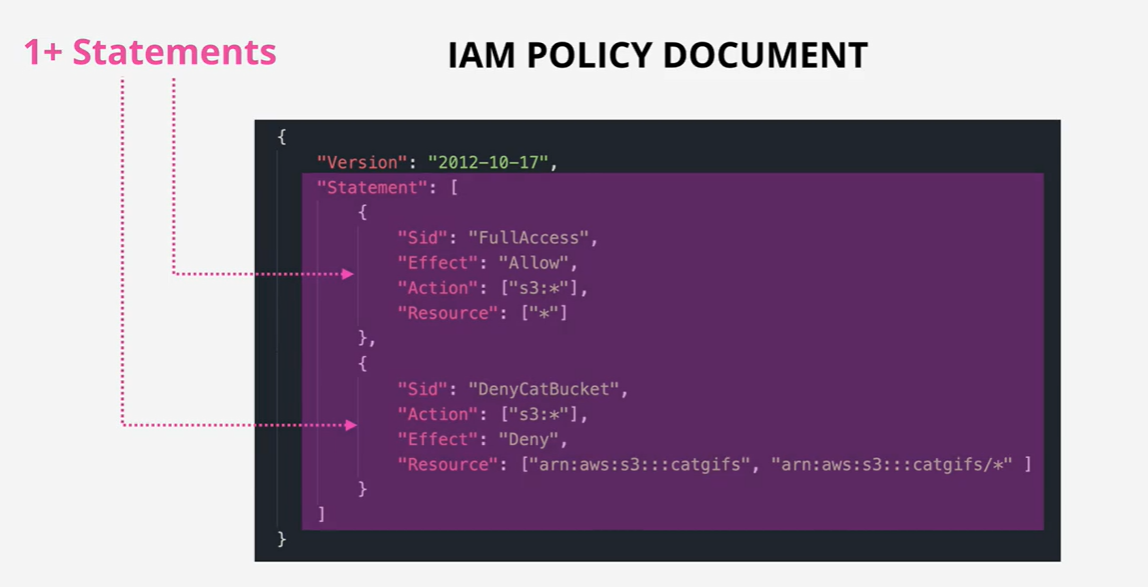 1+ Statements
IAM POLICY DOCUMENT
{
"Version": "2012-10-17",
"Statement": [
{
"Sid": "FullAccess",
"Effect": "Allow",
"Action": ["s3:*"],
"Resource": ["*"]
},
{
"Sid": "DenyCatBucket",
"Action": ["s3:*"],
"Effect": "Deny",
"Resource": ["arn:aws:s3:::catgifs", "arn:aws:s3:::catgifs/*" ]
}
]
}